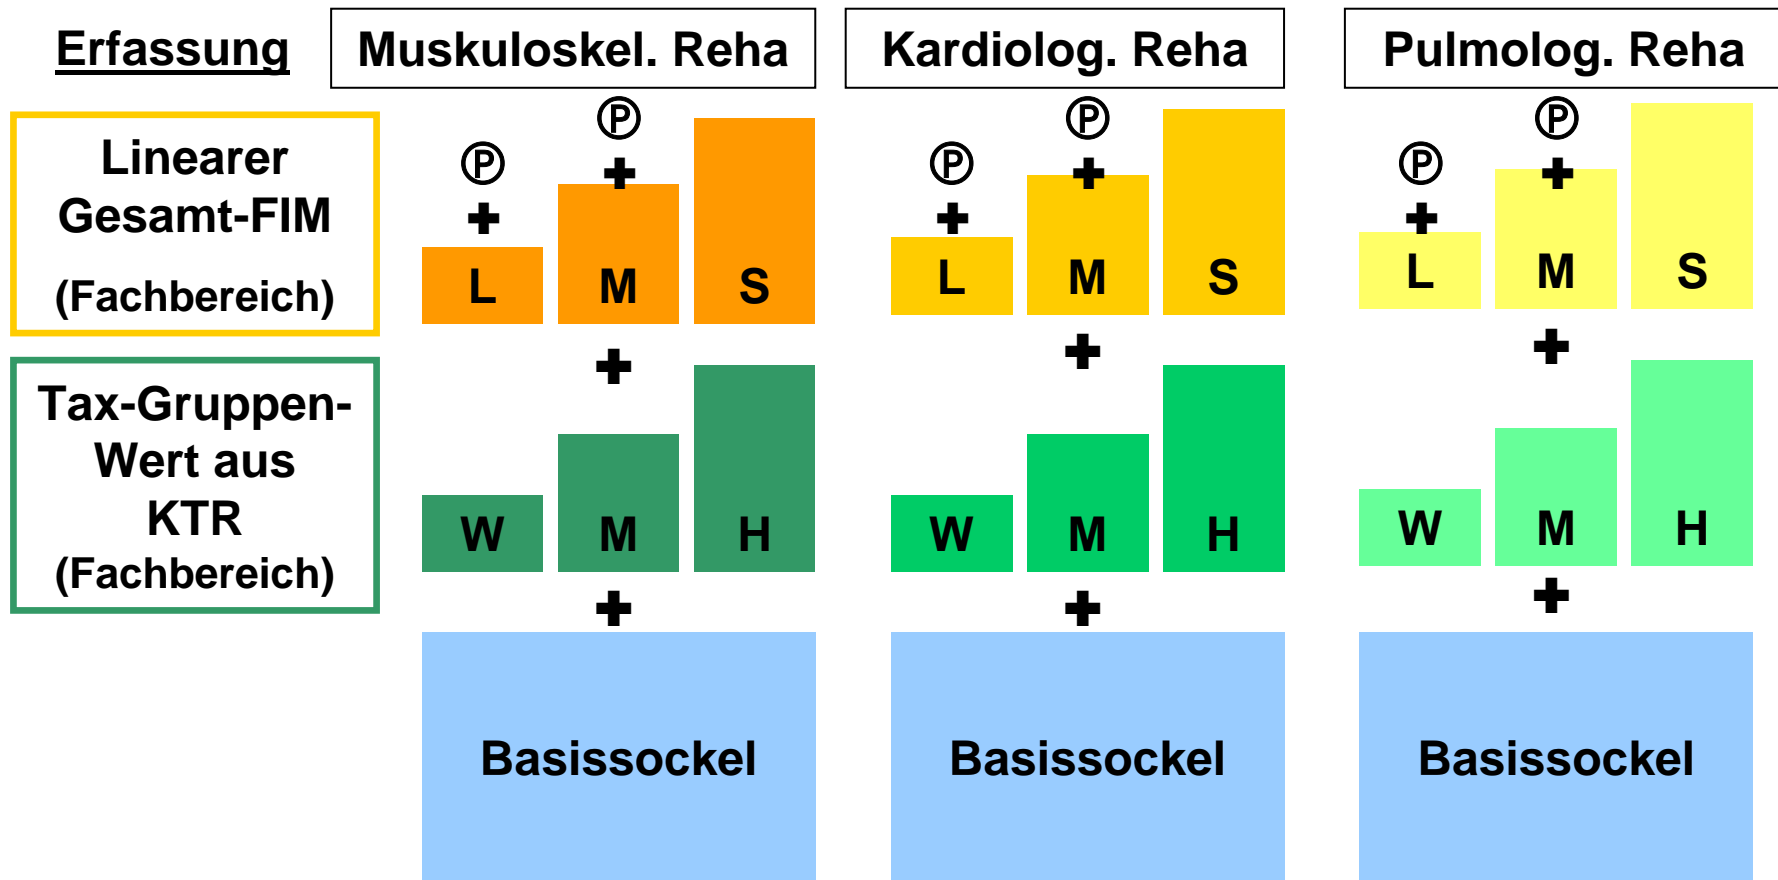 Erfassung
Muskuloskel. Reha
Kardiolog. Reha
Pulmolog. Reha
Linearer
Gesamt-FIM
(Fachbereich)
Ⓟ
Ⓟ
+
+
L M S
Ⓟ
Ⓟ
+
+
L M S
Ⓟ
Ⓟ
+
+
L M S
+
+
+
Tax-Gruppen-
Wert aus
KTR
(Fachbereich)
W M H
W M H
W M H
+
+
+
Basissockel
Basissockel
Basissockel